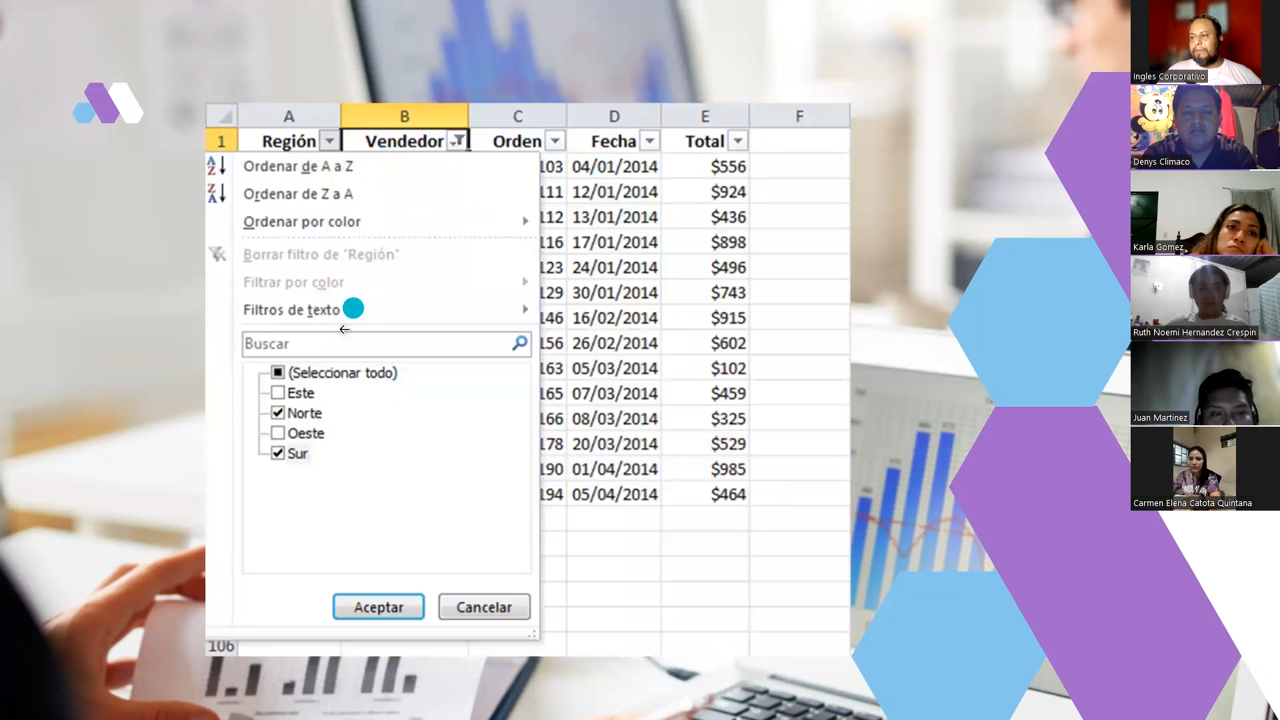 A B C D E F
1 Región Vendedor Orden Fecha Total
Ordenar de A a Z
Ordenar de Z a A
Ordenar por color
Borrar filtro de "Región"
Filtrar por color
Filtros de texto
Buscar
(Seleccionar todo)
Este
Norte
Oeste
Sur
Aceptar Cancelar
103 04/01/2014 $556
111 12/01/2014 $924
112 13/01/2014 $436
116 17/01/2014 $898
123 24/01/2014 $496
129 30/01/2014 $743
146 16/02/2014 $915
156 26/02/2014 $602
163 05/03/2014 $102
165 07/03/2014 $459
166 08/03/2014 $325
178 20/03/2014 $529
190 01/04/2014 $985
194 05/04/2014 $464
106
Ingles Corporativo
Denys Climaco
Karla Gomez
Ruth Noemi Hernandez Crespin
Juan Martinez
Carmen Elena Catota Quintana